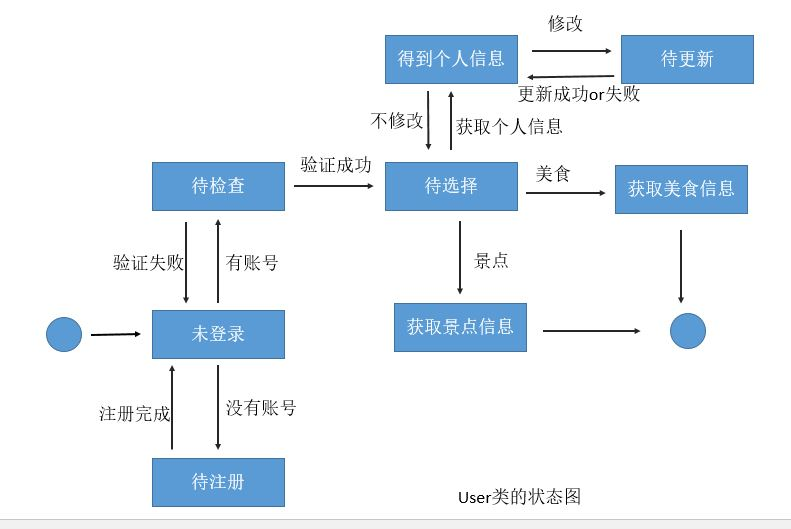 修改
得到个人信息
待更新
更新成功or失败
不修改
获取个人信息
验证成功
美食
待检查
待选择
获取美食信息
验证失败
有账号
景点
未登录
获取景点信息
注册完成
没有账号
待注册
User类的状态图